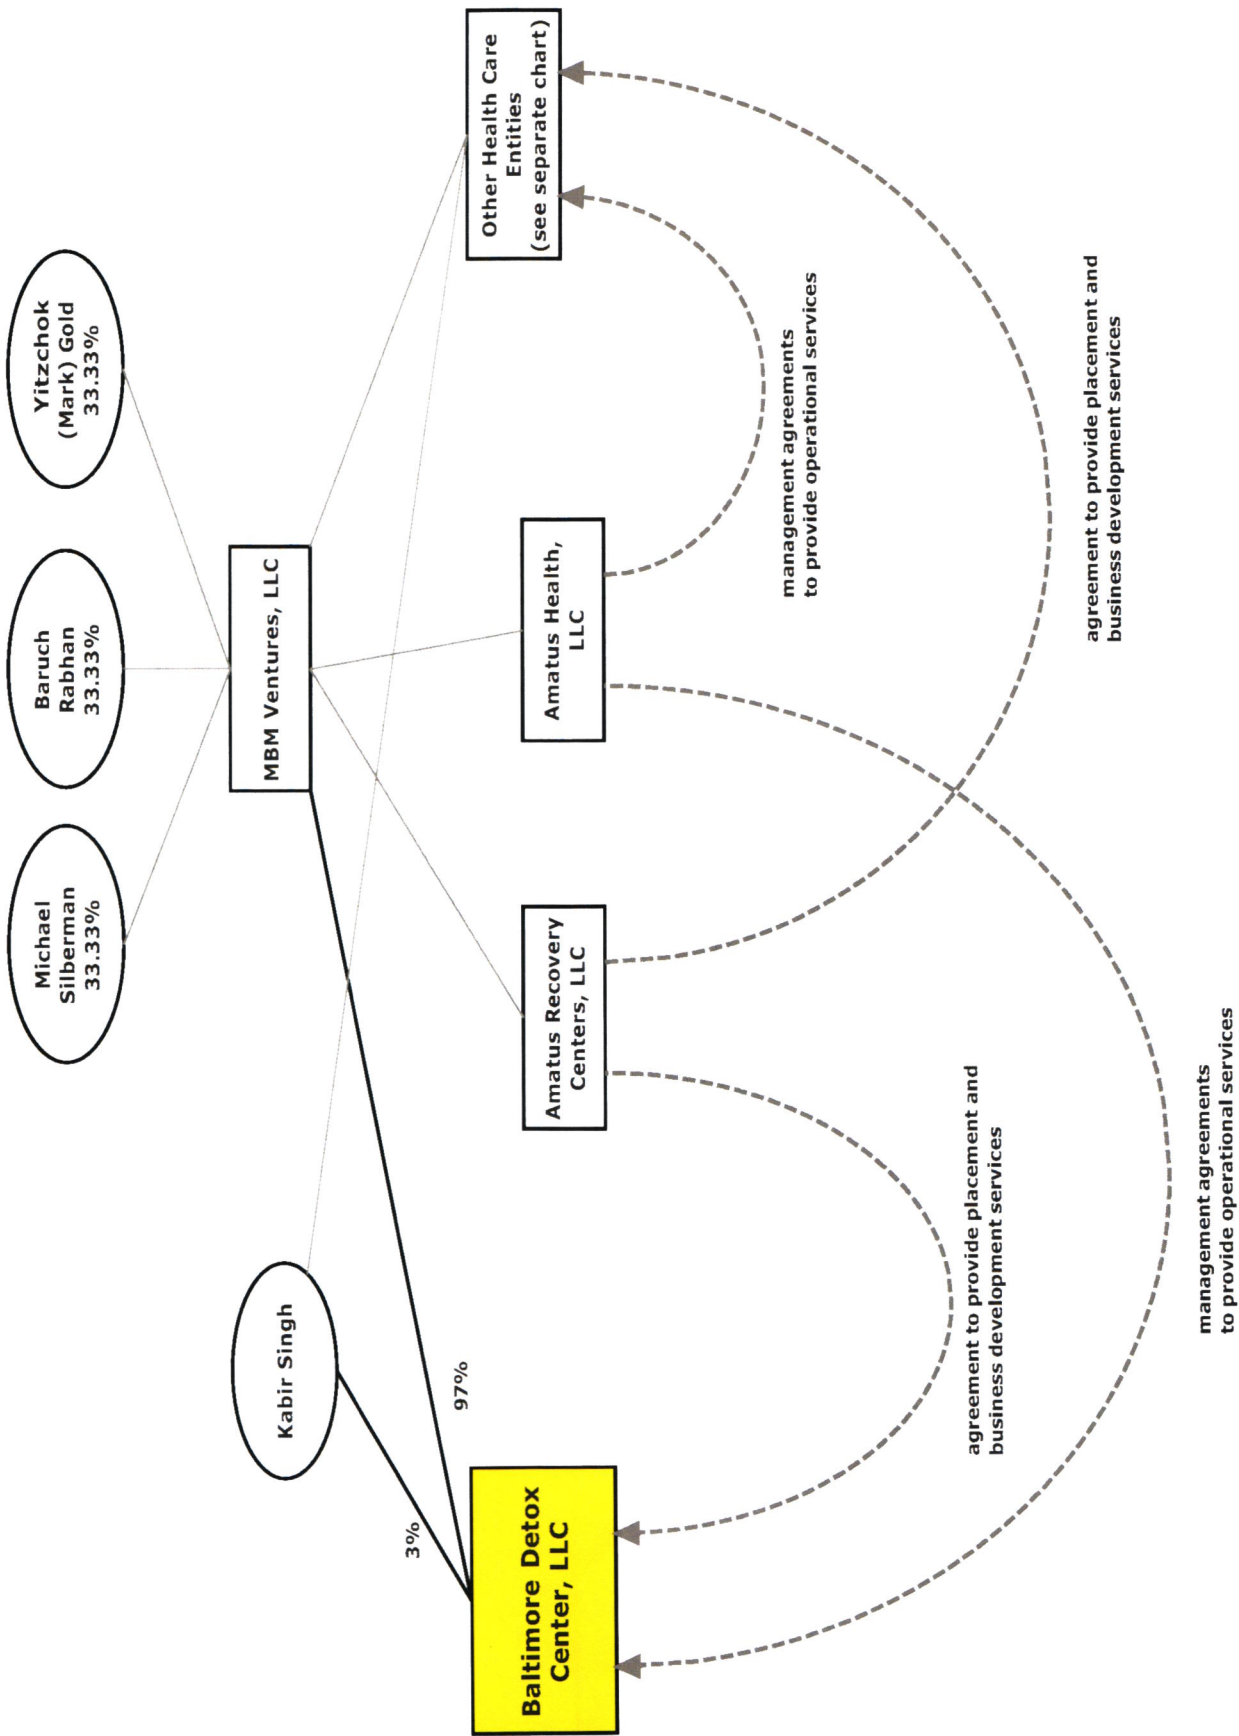 Michael
Silberman
33.33%
Baruch
Rabhan
33.33%
Yitzchok
(Mark) Gold
33.33%
Kabir Singh
MBM Ventures, LLC
3%
97%
Baltimore Detox
Center, LLC
Amatus Recovery
Centers, LLC
Amatus Health,
LLC
Other Health Care
Entities
(see separate chart)
management agreements
to provide operational services
agreement to provide placement and
business development services
agreement to provide placement and
business development services
management agreements
to provide operational services